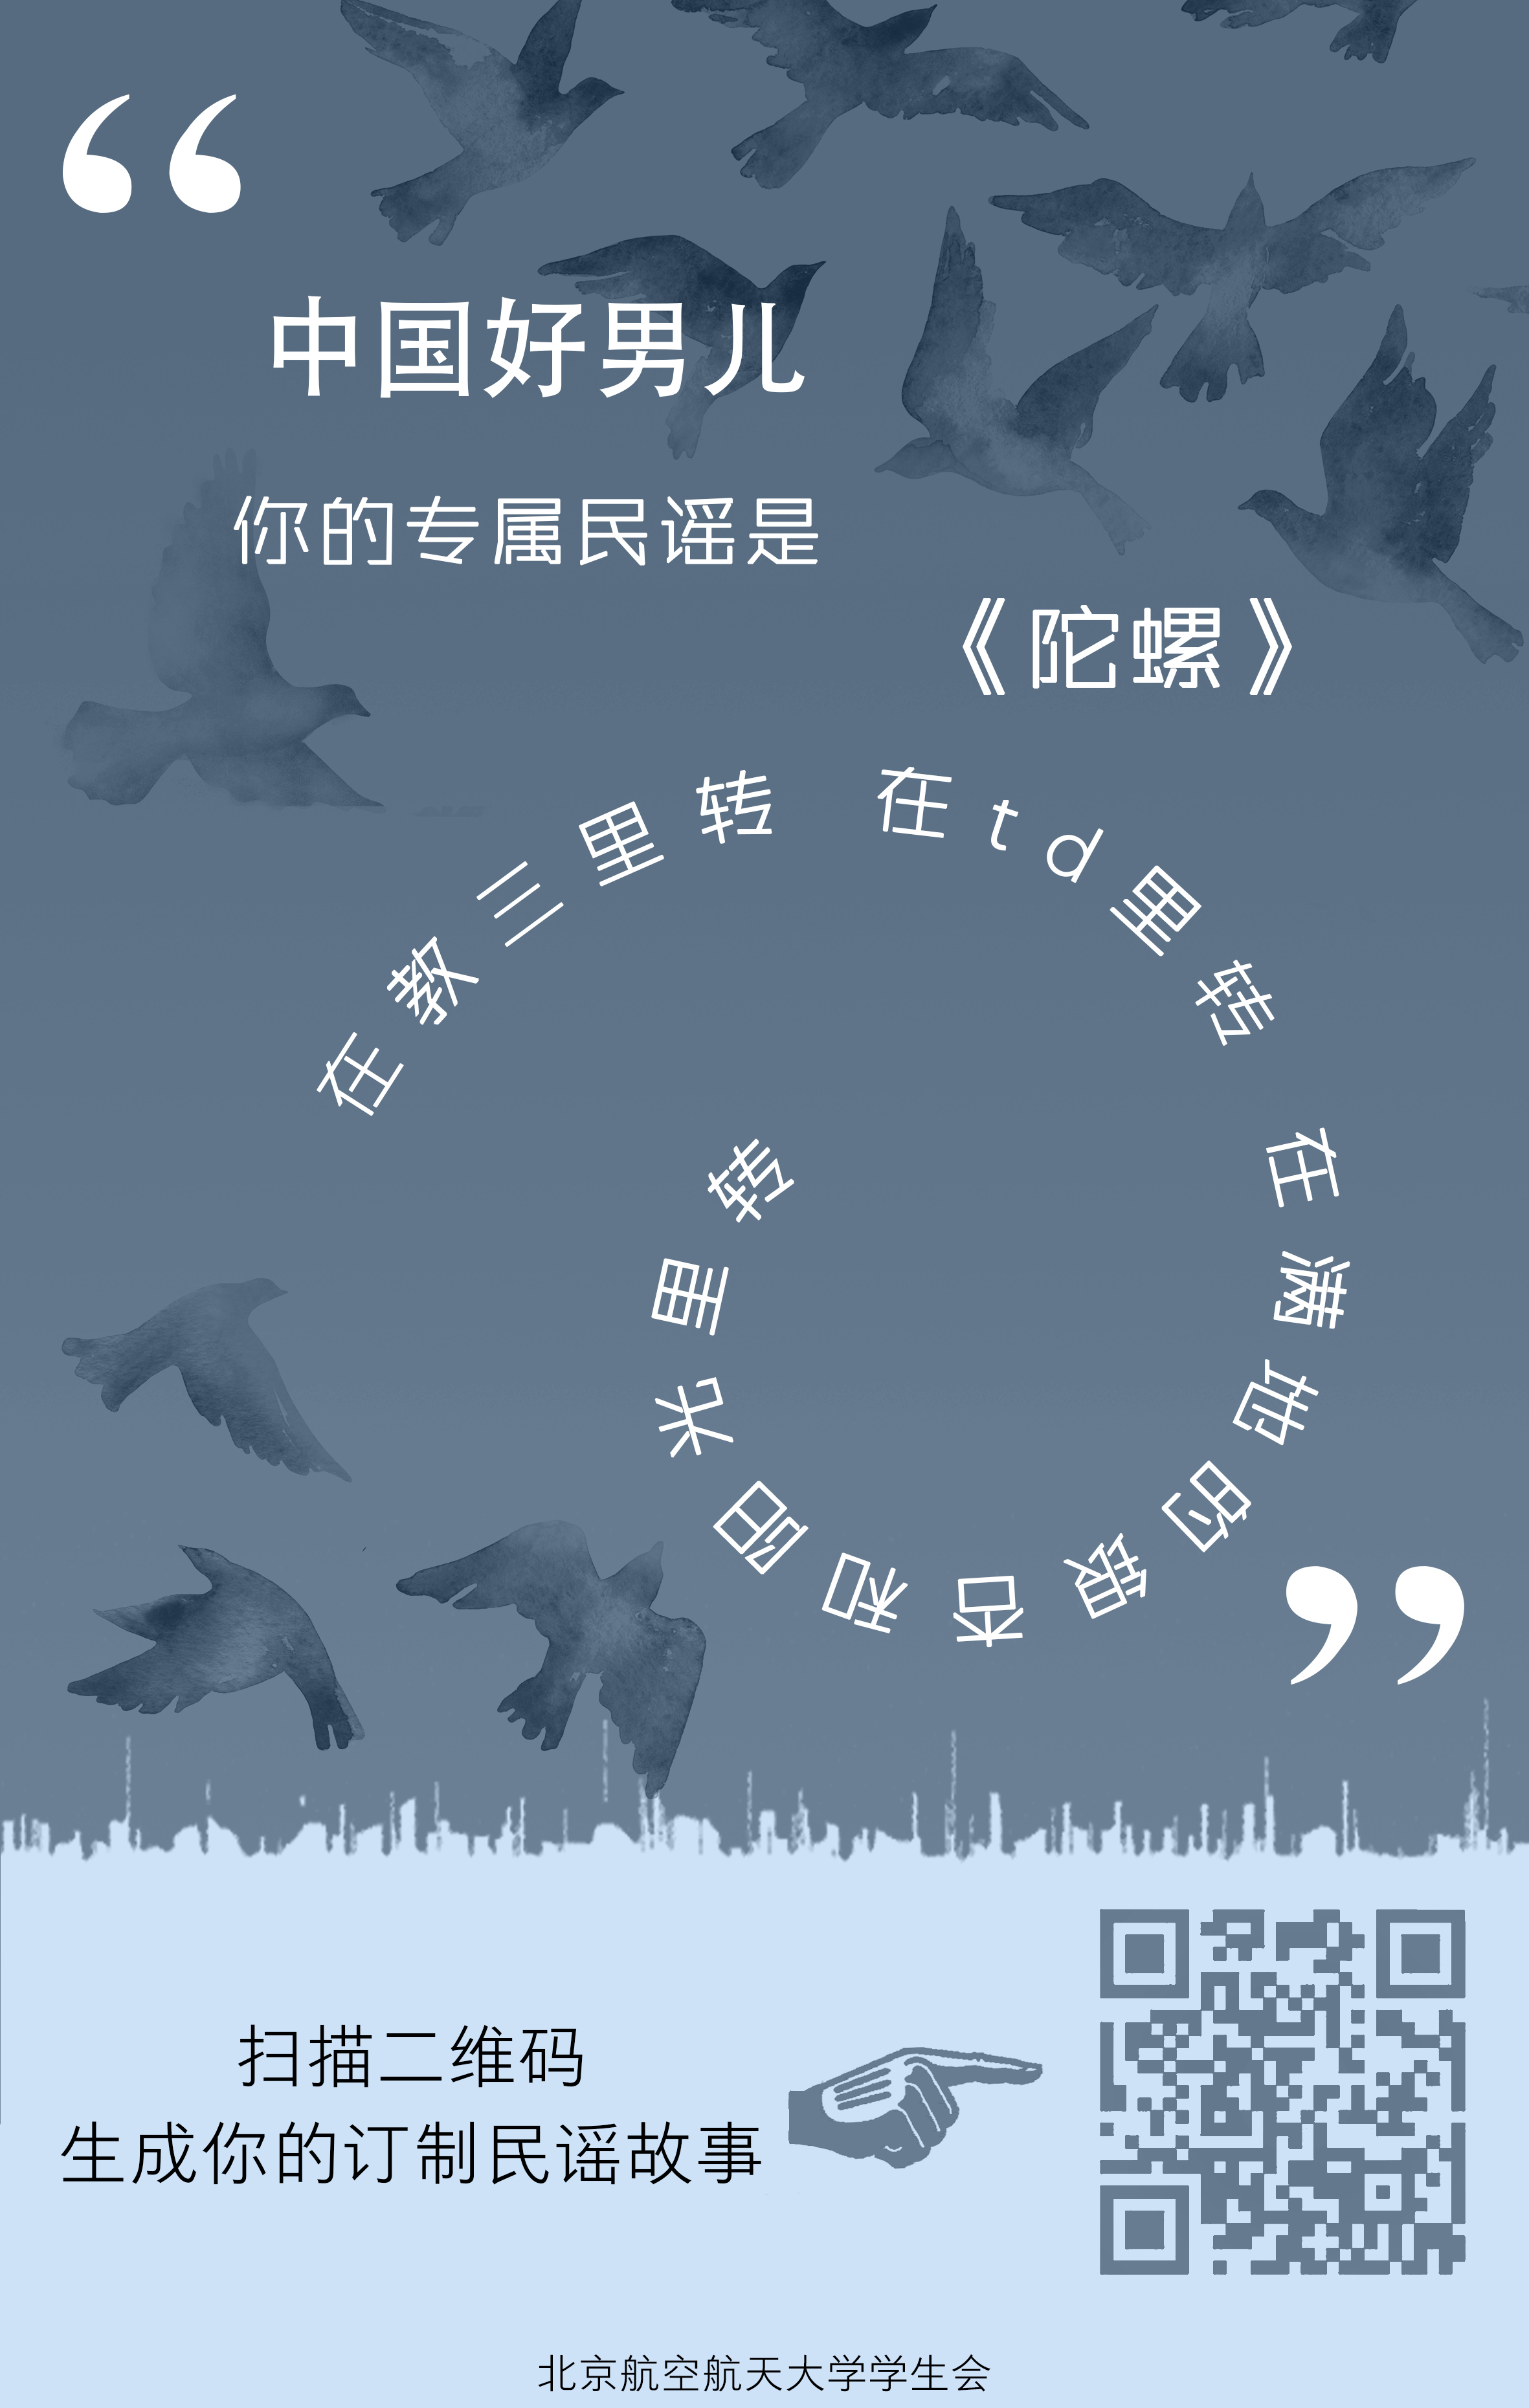 “
中国好男儿
你的专属民谣是
《陀螺》
在教三里转 在td里转 在满地的银杏和阳光里转
”
扫描二维码
生成你的订制民谣故事
北京航空航天大学学生会